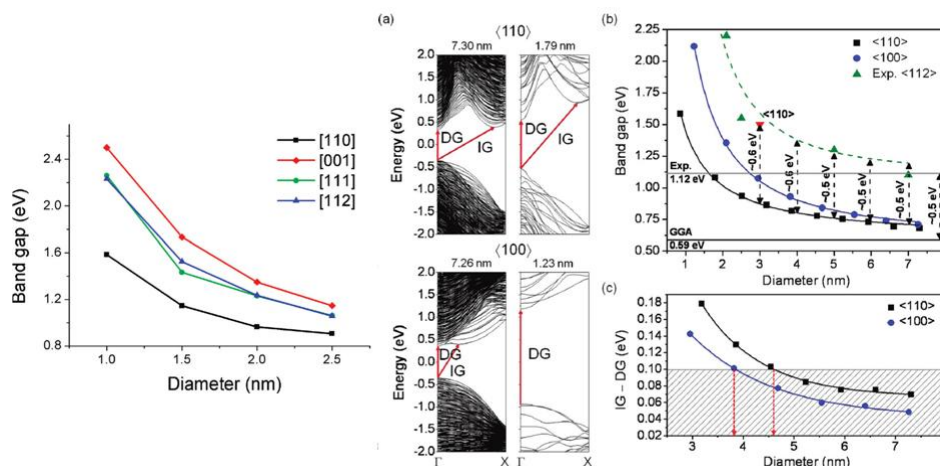 Band gap (eV)
2.4
2.0
1.6
1.2
0.8
1.0
1.5
2.0
2.5
Diameter (nm)
[110]
[001]
[111]
[112]
(a)
⟨110⟩
7.30 nm
1.79 nm
Energy (eV)
2.0
1.5
1.0
0.5
0.0
-0.5
-1.0
-1.5
-2.0
DG
IG
DG
IG
⟨100⟩
7.26 nm
1.23 nm
Energy (eV)
2.0
1.5
1.0
0.5
0.0
-0.5
-1.0
-1.5
-2.0
DG
IG
DG
Γ
X
Γ
X
(b)
Band gap (eV)
2.25
2.00
1.75
1.50
1.25
1.00
0.75
0.50
<110>
<100>
Exp. <112>
<110>
~0.6 eV
~0.6 eV
~0.5 eV
~0.5 eV
~0.5 eV
~0.5 eV
Exp.
1.12 eV
GGA
0.59 eV
1
2
3
4
5
6
7
Diameter (nm)
(c)
IG – DG (eV)
0.18
0.16
0.14
0.12
0.10
0.08
0.06
0.04
0.02
<110>
<100>
3
4
5
6
7
Diameter (nm)